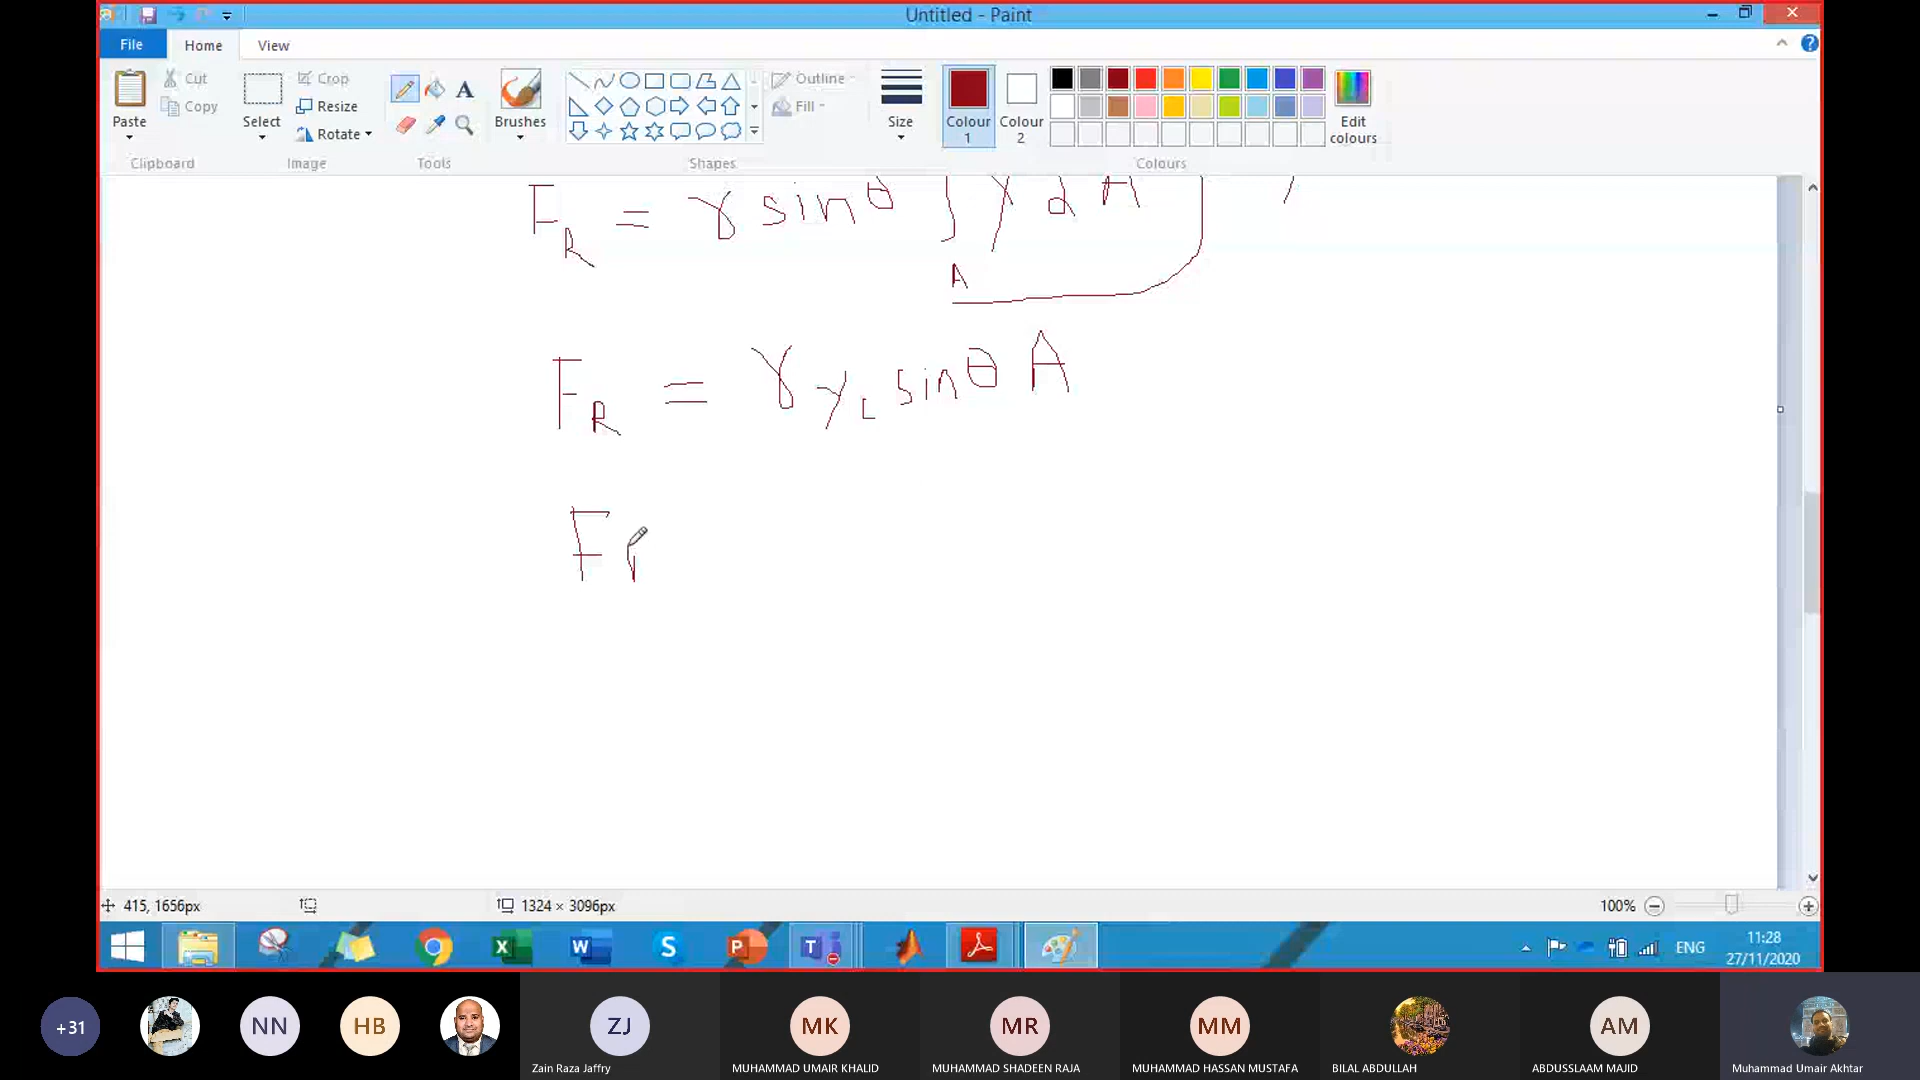 Untitled - Paint
File Home View
Paste
Cut
Copy
Clipboard
Select
Crop
Resize
Rotate
Image
A
Tools
Brushes
Shapes
Outline
Fill
Size
Colour 1
Colour 2
Edit colours
Colours
F_R = γ sinθ ∫_A y dA
F_R = γ y_c sinθ A
F
415, 1656px
1324 × 3096px
100%
X W S P T
ENG
11:28
27/11/2020
+31
NN
HB
ZJ
Zain Raza Jaffry
MK
MUHAMMAD UMAIR KHALID
MR
MUHAMMAD SHADEEN RAJA
MM
MUHAMMAD HASSAN MUSTAFA
BILAL ABDULLAH
AM
ABDUSSLAAM MAJID
Muhammad Umair Akhtar